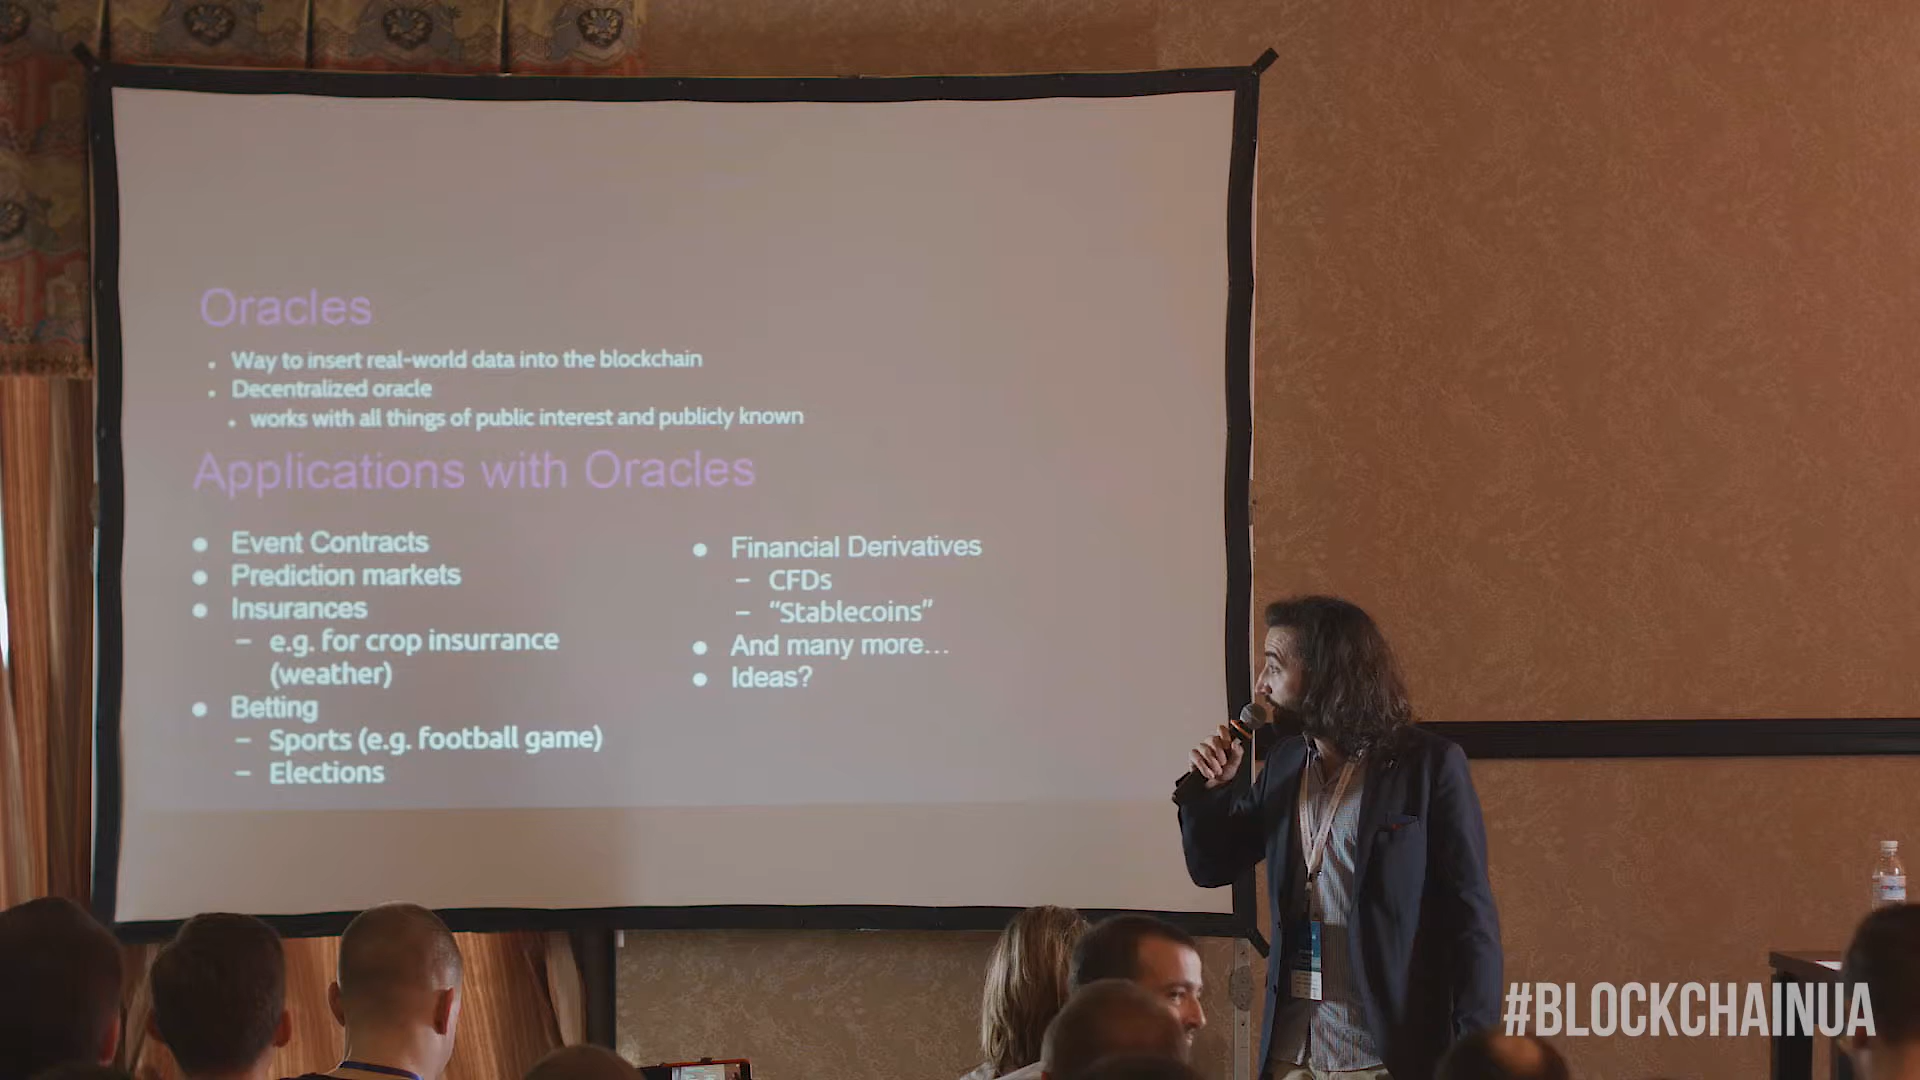 Oracles
• Way to insert real-world data into the blockchain
• Decentralized oracle
• works with all things of public interest and publicly known
Applications with Oracles
● Event Contracts
● Prediction markets
● Insurances
– e.g. for crop insurrance
(weather)
● Betting
– Sports (e.g. football game)
– Elections
● Financial Derivatives
– CFDs
– “Stablecoins”
● And many more...
● Ideas?
#BLOCKCHAINUA